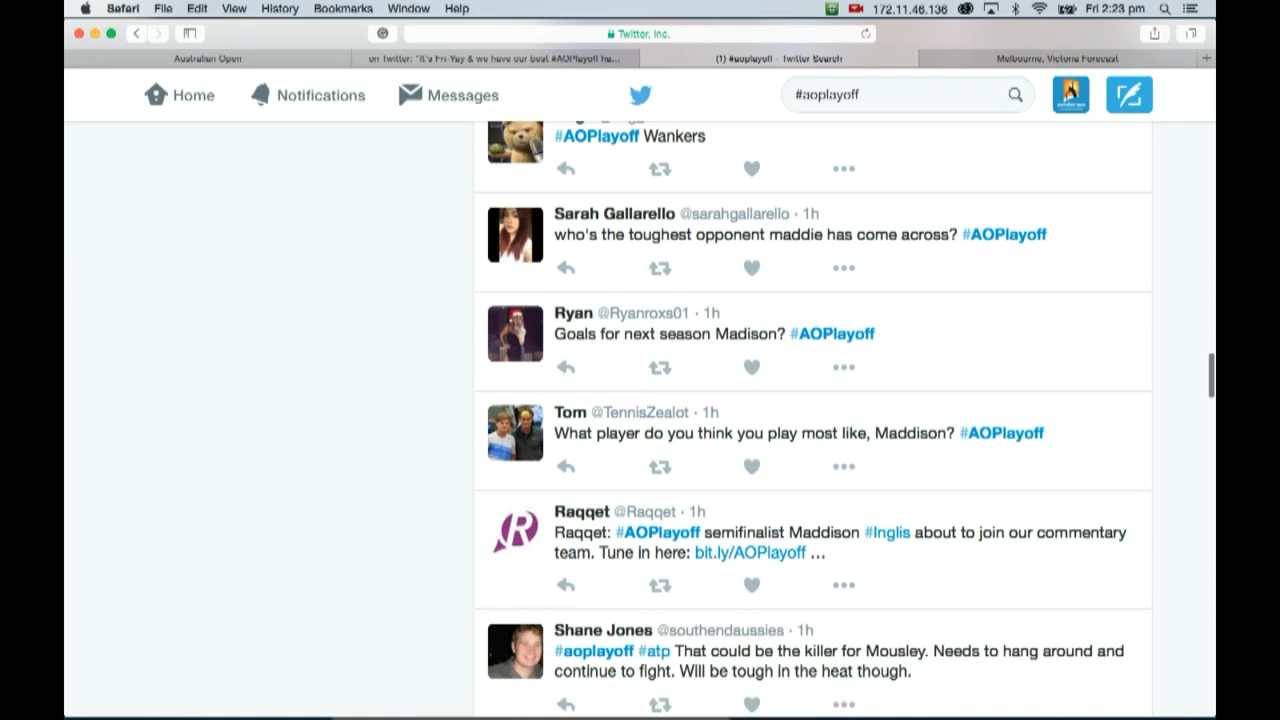 Safari File Edit View History Bookmarks Window Help 172.11.46.136 Fri 2:23 pm
Twitter, Inc.
Australian Open on Twitter: "It's Fri-Yay & we have our best #AOPlayoff ha... (1) #aoplayoff - Twitter Search Melbourne, Victoria Forecast
Home Notifications Messages #aoplayoff
#AOPlayoff Wankers
Sarah Gallarello @sarahgallarello · 1h
who's the toughest opponent maddie has come across? #AOPlayoff
Ryan @Ryanroxs01 · 1h
Goals for next season Madison? #AOPlayoff
Tom @TennisZealot · 1h
What player do you think you play most like, Maddison? #AOPlayoff
R
Raqqet @Raqqet · 1h
Raqqet: #AOPlayoff semifinalist Maddison #Inglis about to join our commentary
team. Tune in here: bit.ly/AOPlayoff ...
Shane Jones @southendaussies · 1h
#aoplayoff #atp That could be the killer for Mousley. Needs to hang around and
continue to fight. Will be tough in the heat though.